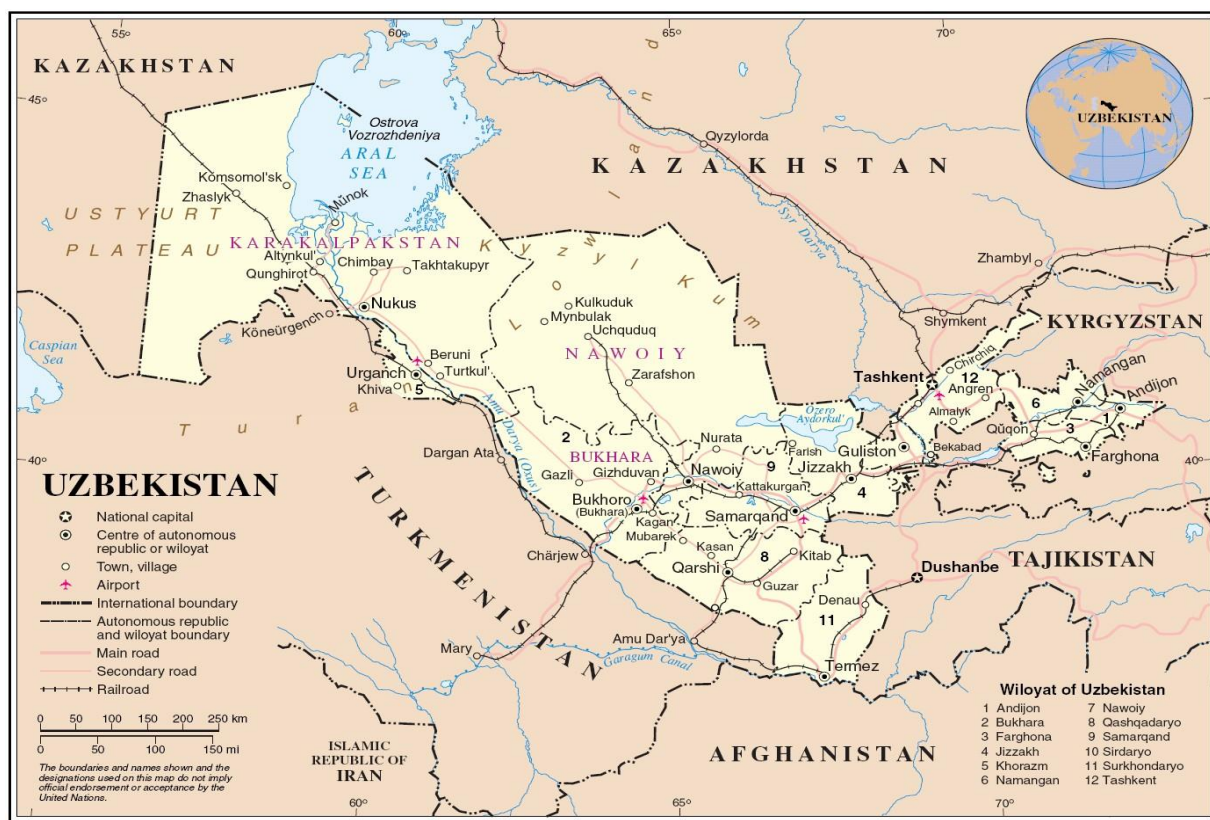 55°
60°
65°
70°
KAZAKHSTAN
45°
Ostrova
Vozrozhdeniya
ARAL
SEA
UZBEKISTAN
Qyzylorda
KAZAKHSTAN
Komsomol'sk
Zhaslyk
Mŭnok
Syr Darya
USTYURT
PLATEAU
KARAKALPAKSTAN
Kyzyl Kum
Zhambyl
Altynkul'
Chimbay
Takhtakupyr
Qunghirot
Nukus
Kulkuduk
Mynbulak
Uchquduq
Köneürgench
Shymkent
KYRGYZSTAN
Caspian
Sea
NAWOIY
Beruni
Urganch
Turtkul'
Khiva
5
Zarafshon
Tashkent
Chirchiq
12
Angren
Namangan
Andijon
6
Almalyk
1
Turan Lowland
Amu Darya (Oxus)
Ozero
Aydorkul'
Qŭqon
3
2
Nurata
Farish
Guliston
Bekabad
Farghona
40°
Dargan Ata
BUKHARA
9
Jizzakh
40°
Gazli
Gizhduvan
Nawoiy
Kattakurgan
4
UZBEKISTAN
Bukhoro
(Bukhara)
Kagan
Samarqand
National capital
Mubarek
Centre of autonomous
republic or wiloyat
Chärjew
Kasan
8
Kitab
TAJIKISTAN
Town, village
Qarshi
Dushanbe
Airport
Guzar
Denau
International boundary
TURKMENISTAN
11
Autonomous republic
and wiloyat boundary
Main road
Mary
Amu Dar'ya
Garagum Canal
Secondary road
Termez
Railroad
0 50 100 150 200 250 km
0 50 100 150 mi
The boundaries and names shown and the
designations used on this map do not imply
official endorsement or acceptance by the
United Nations.
ISLAMIC
REPUBLIC OF
IRAN
AFGHANISTAN
Wiloyat of Uzbekistan
1 Andijon
2 Bukhara
3 Farghona
4 Jizzakh
5 Khorazm
6 Namangan
7 Nawoiy
8 Qashqadaryo
9 Samarqand
10 Sirdaryo
11 Surkhondaryo
12 Tashkent
60°
65°
70°